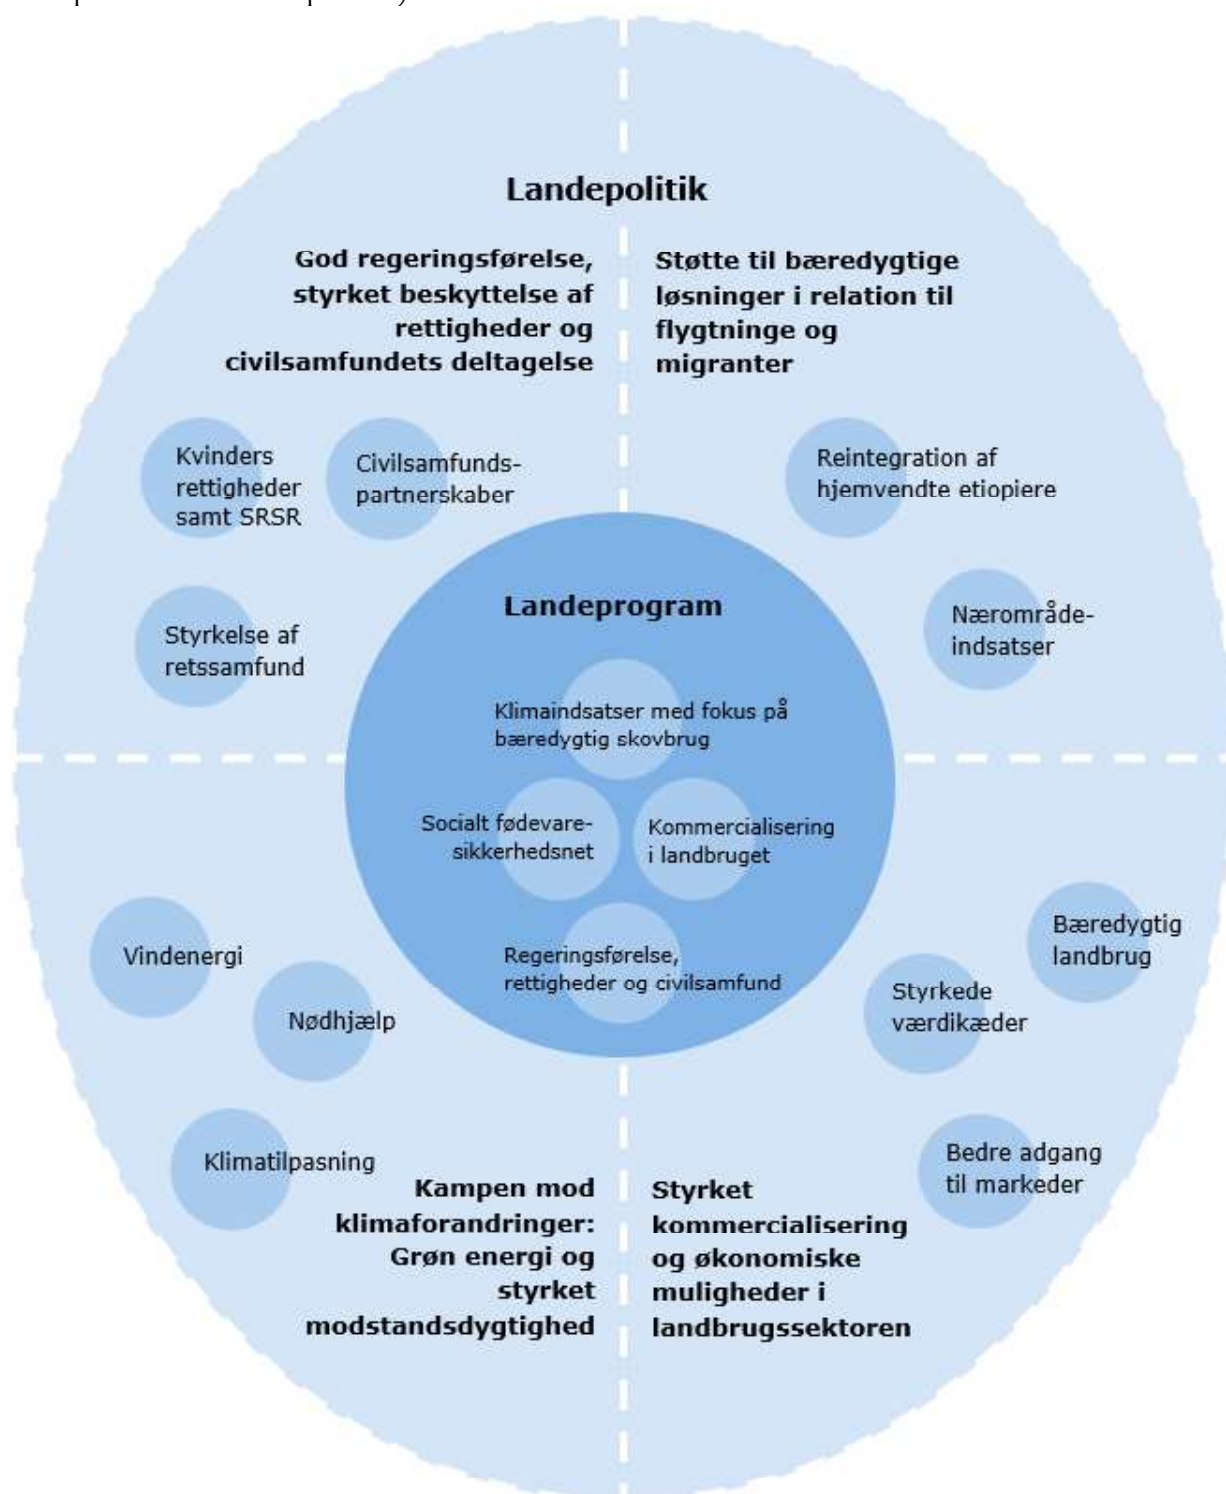 Landepolitik
God regeringsførelse,
styrket beskyttelse af
rettigheder og
civilsamfundets deltagelse
Støtte til bæredygtige
løsninger i relation til
flygtninge og
migranter
Kvinders
rettigheder
samt SRSR
Civilsamfunds-
partnerskaber
Reintegration af
hjemvendte etiopiere
Styrkelse af
retssamfund
Nærområde-
indsatser
Landeprogram
Klimaindsatser med fokus på
bæredygtig skovbrug
Socialt fødevare-
sikkerhedsnet
Kommercialisering
i landbruget
Regeringsførelse,
rettigheder og civilsamfund
Vindenergi
Nødhjælp
Klimatilpasning
Bæredygtig
landbrug
Styrkede
værdikæder
Bedre adgang
til markeder
Kampen mod
klimaforandringer:
Grøn energi og
styrket
modstandsdygtighed
Styrket
kommercialisering
og økonomiske
muligheder i
landbrugssektoren